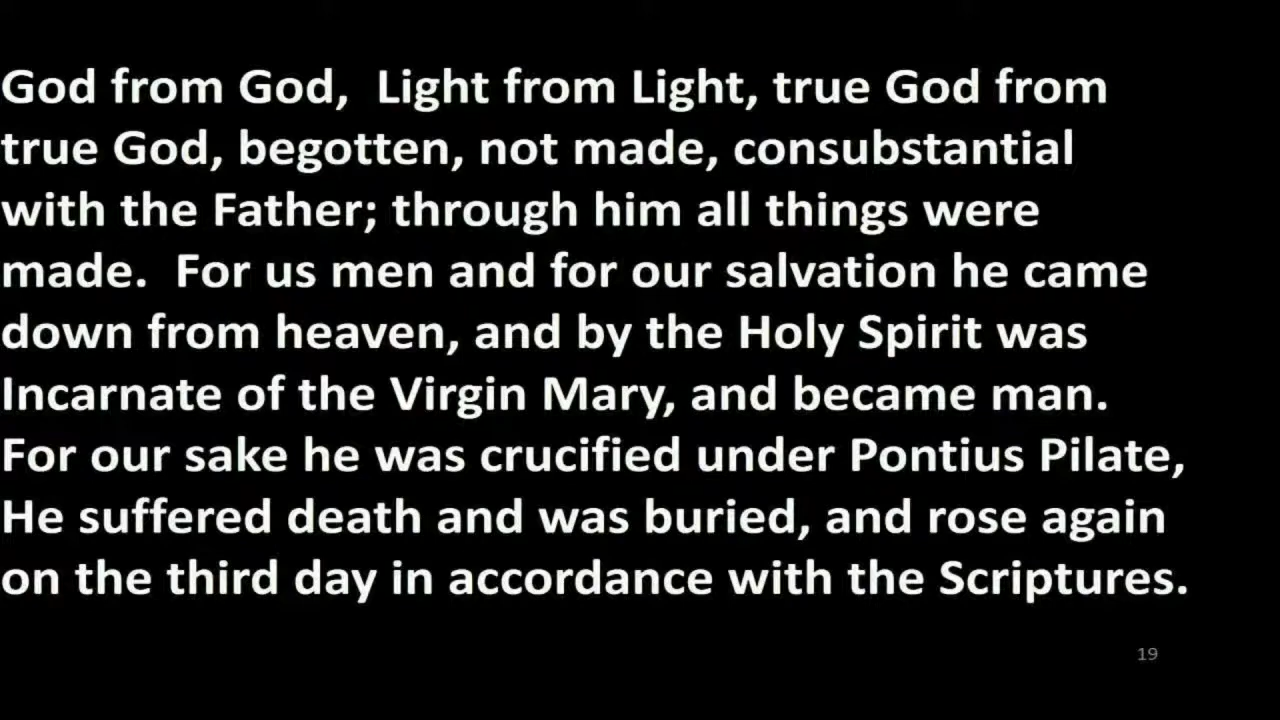 God from God,  Light from Light, true God from
true God, begotten, not made, consubstantial
with the Father; through him all things were
made.  For us men and for our salvation he came
down from heaven, and by the Holy Spirit was
Incarnate of the Virgin Mary, and became man.
For our sake he was crucified under Pontius Pilate,
He suffered death and was buried, and rose again
on the third day in accordance with the Scriptures.
19